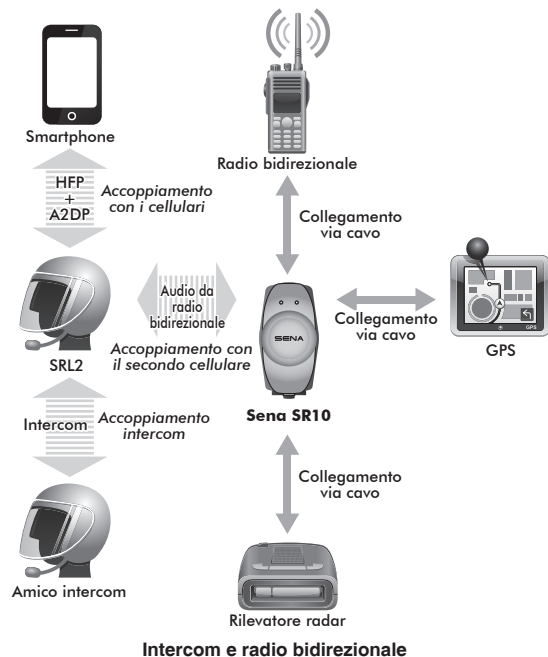 Smartphone
Radio bidirezionale
HFP
+
A2DP
Accoppiamento
con i cellulari
Collegamento
via cavo
Audio da
radio
bidirezionale
SENA
Collegamento
via cavo
GPS
GPS
SRL2
Accoppiamento con
il secondo cellulare
Sena SR10
Intercom
Accoppiamento
intercom
Collegamento
via cavo
Amico intercom
Rilevatore radar
Intercom e radio bidirezionale